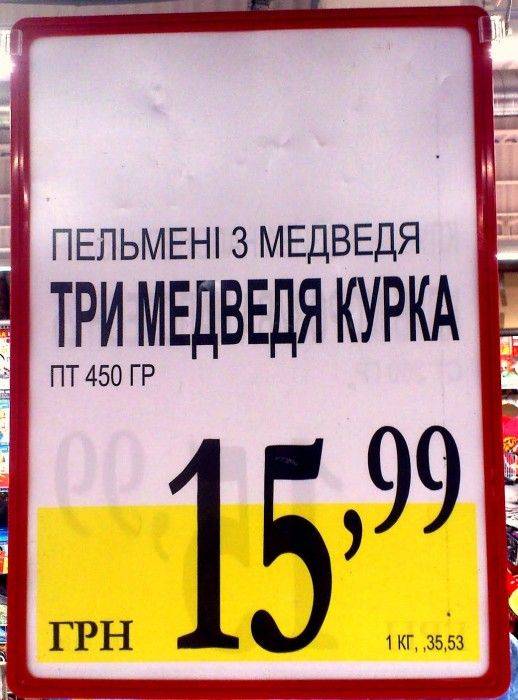 ПЕЛЬМЕНІ З МЕДВЕДЯ
ТРИ МЕДВЕДЯ КУРКА
ПТ 450 ГР
15,99
ГРН
1 КГ, ,35,53